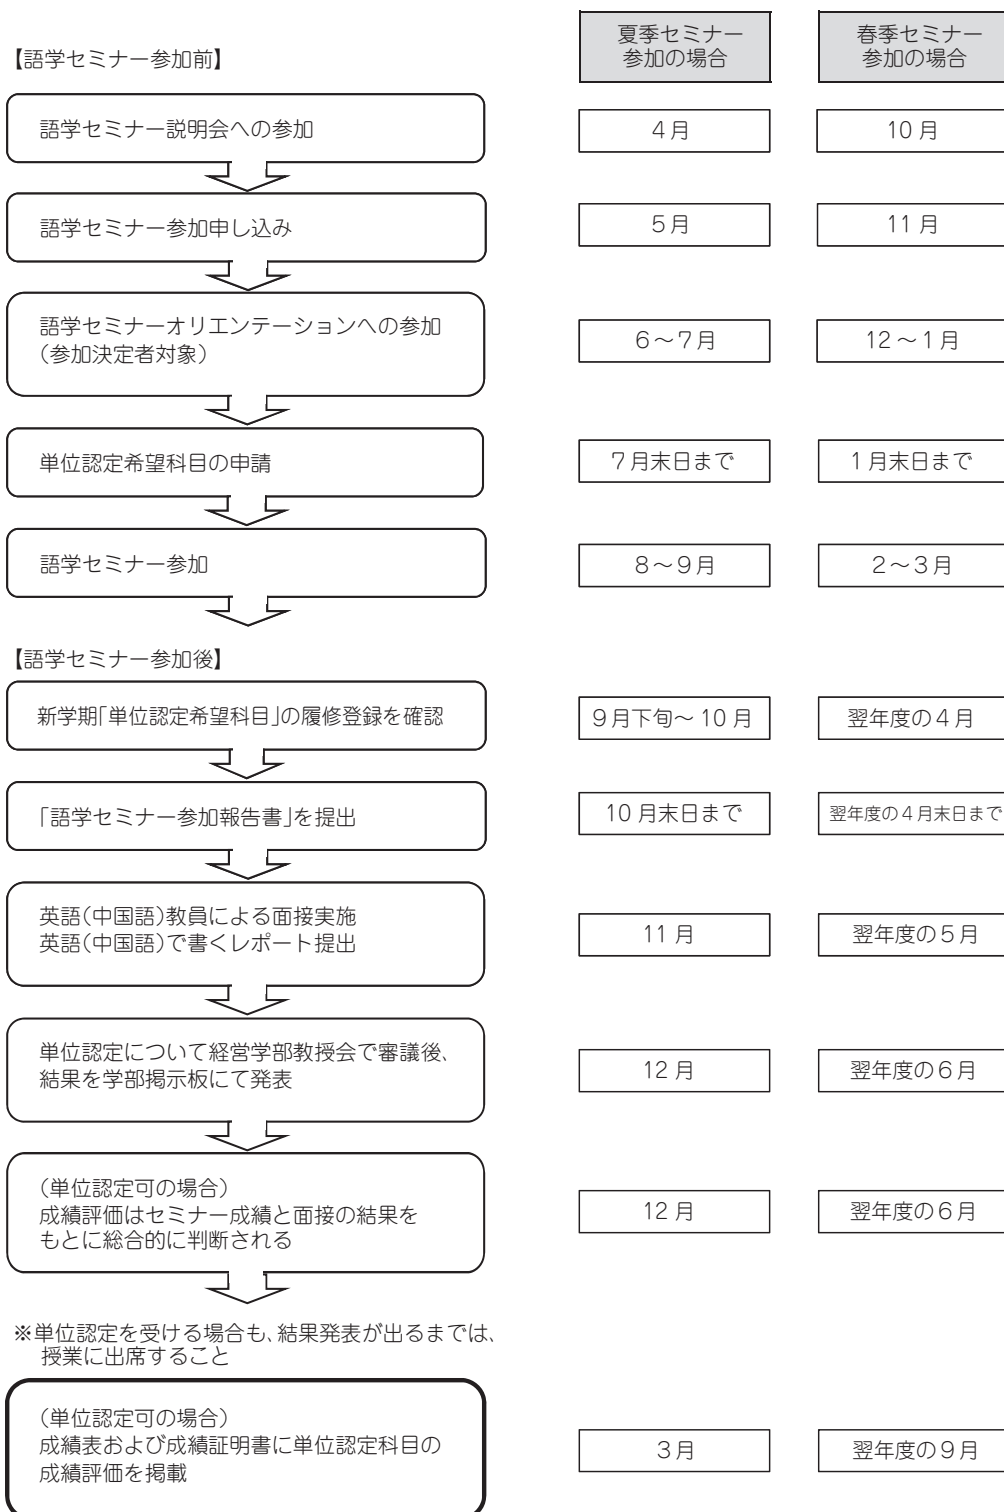 【語学セミナー参加前】
夏季セミナー
参加の場合
春季セミナー
参加の場合
語学セミナー説明会への参加
4月
10月
語学セミナー参加申し込み
5月
11月
語学セミナーオリエンテーションへの参加
（参加決定者対象）
6～7月
12～1月
単位認定希望科目の申請
7月末日まで
1月末日まで
語学セミナー参加
8～9月
2～3月
【語学セミナー参加後】
新学期「単位認定希望科目」の履修登録を確認
9月下旬～10月
翌年度の4月
「語学セミナー参加報告書」を提出
10月末日まで
翌年度の4月末日まで
英語（中国語）教員による面接実施
英語（中国語）で書くレポート提出
11月
翌年度の5月
単位認定について経営学部教授会で審議後、
結果を学部掲示板にて発表
12月
翌年度の6月
（単位認定可の場合）
成績評価はセミナー成績と面接の結果を
もとに総合的に判断される
12月
翌年度の6月
※単位認定を受ける場合も、結果発表が出るまでは、
授業に出席すること
（単位認定可の場合）
成績表および成績証明書に単位認定科目の
成績評価を掲載
3月
翌年度の9月